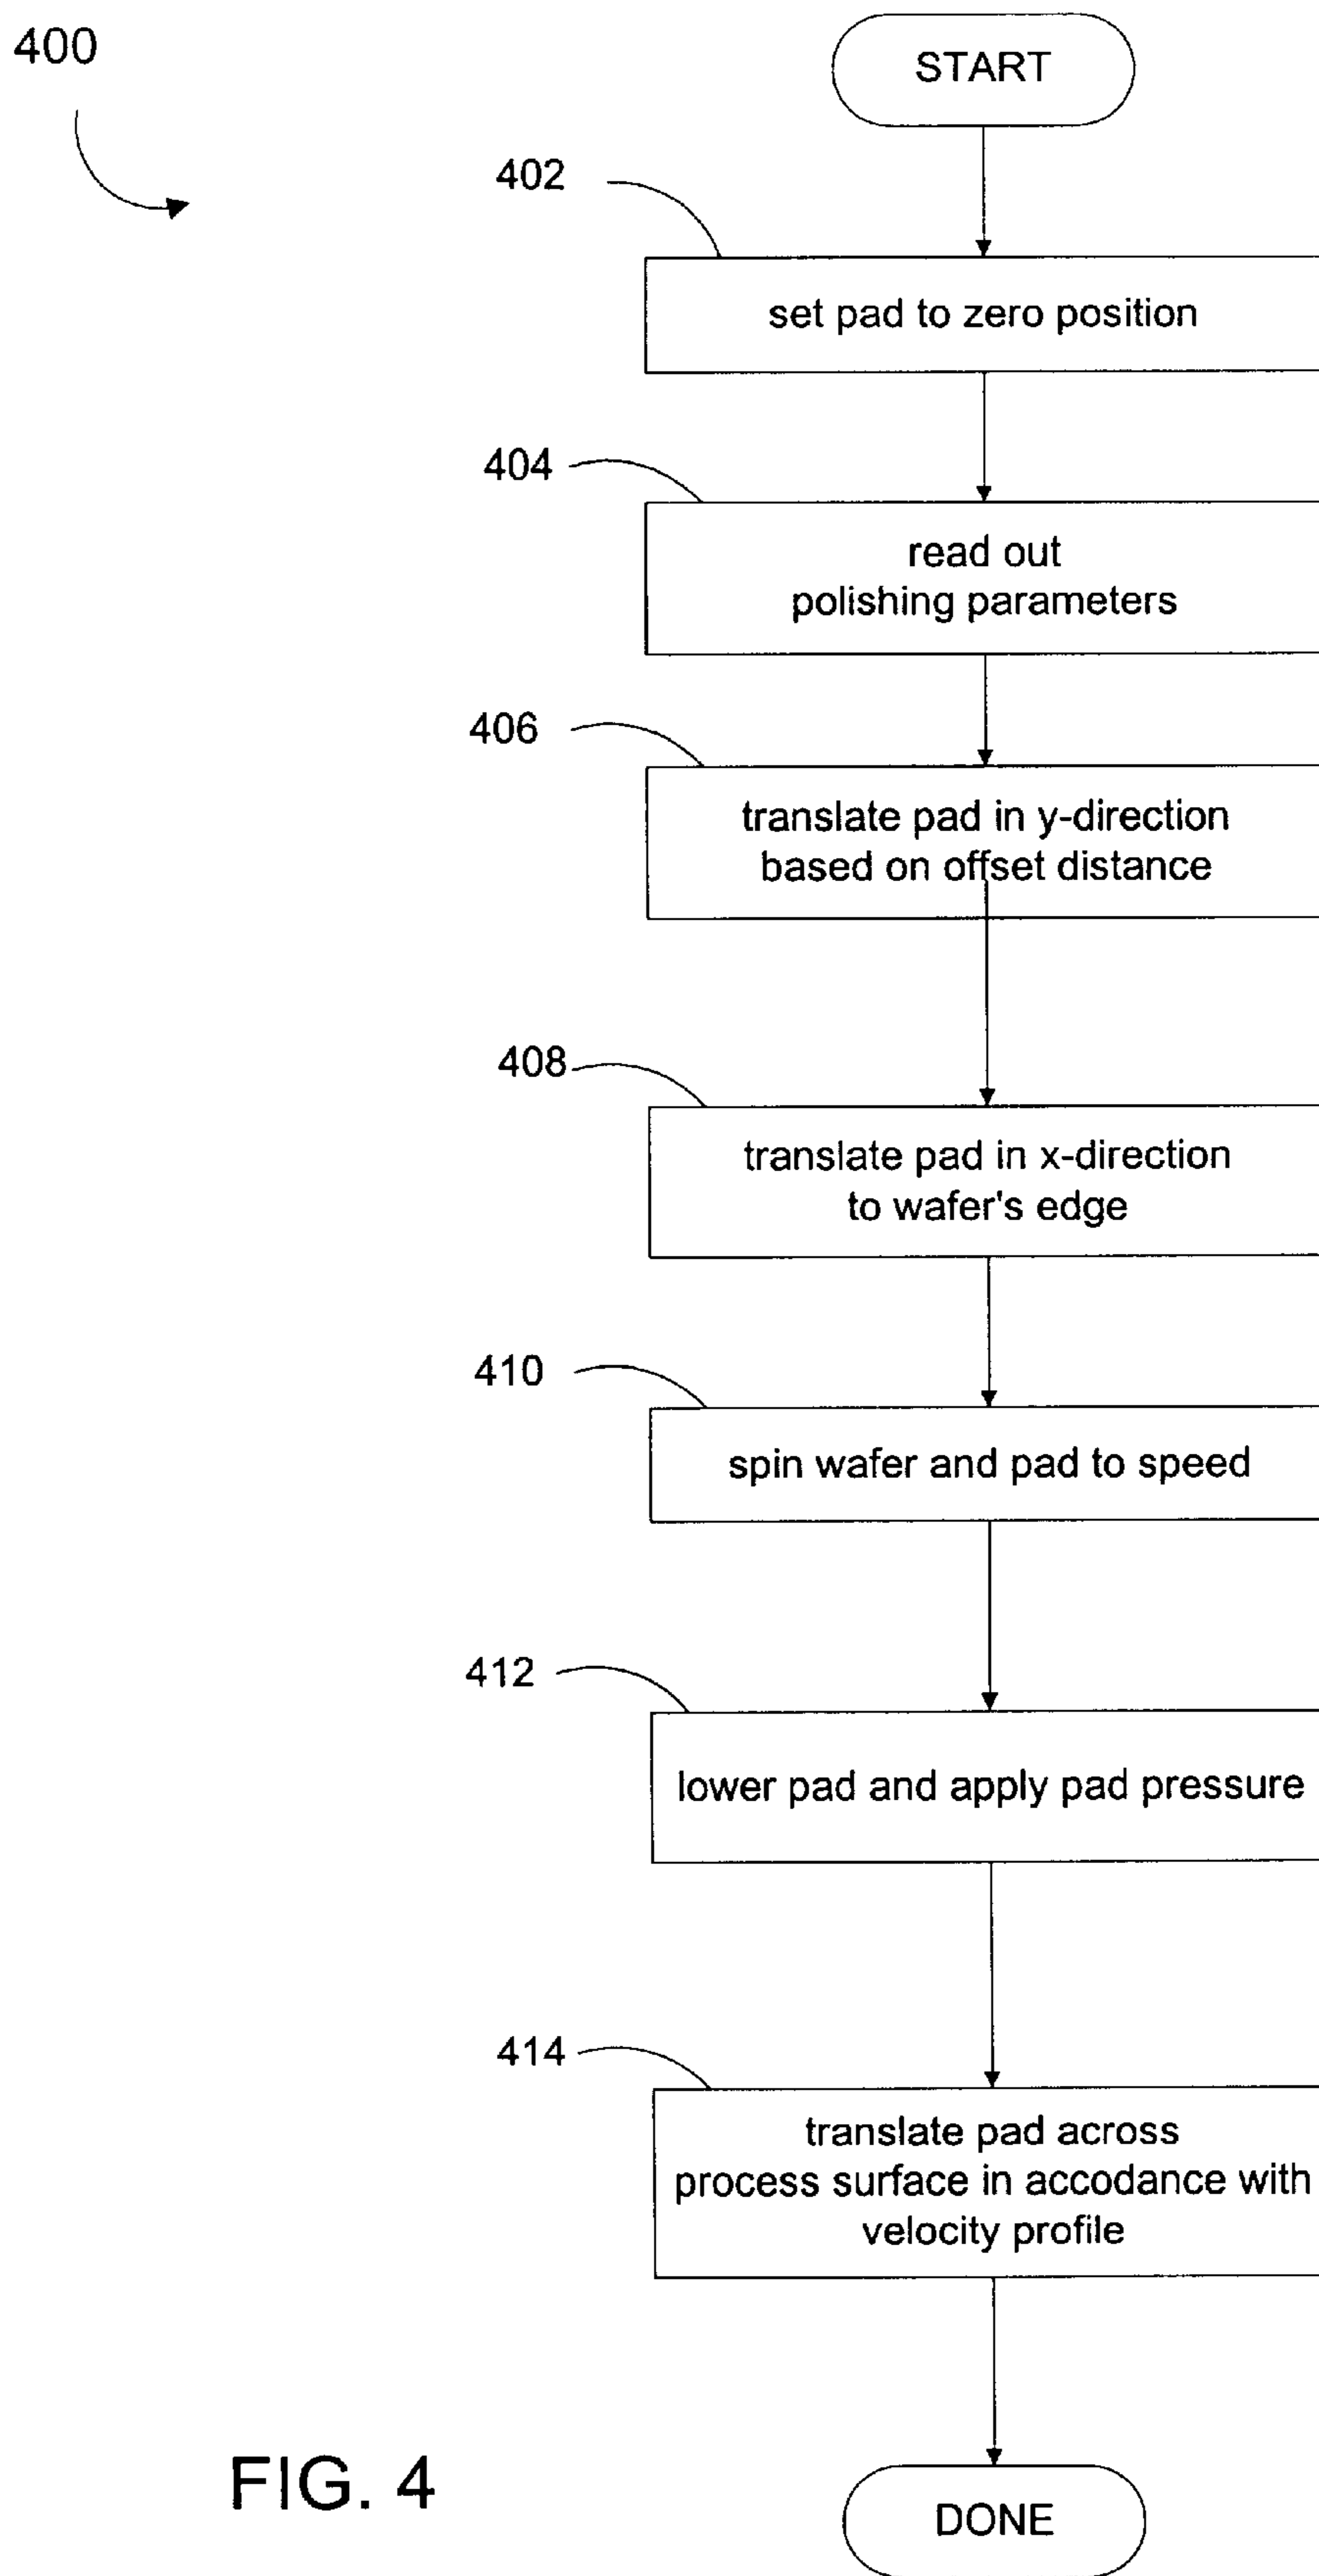 400
START
402
set pad to zero position
404
read out
polishing parameters
406
translate pad in y-direction
based on offset distance
408
translate pad in x-direction
to wafer's edge
410
spin wafer and pad to speed
412
lower pad and apply pad pressure
414
translate pad across
process surface in accodance with
velocity profile
FIG. 4
DONE